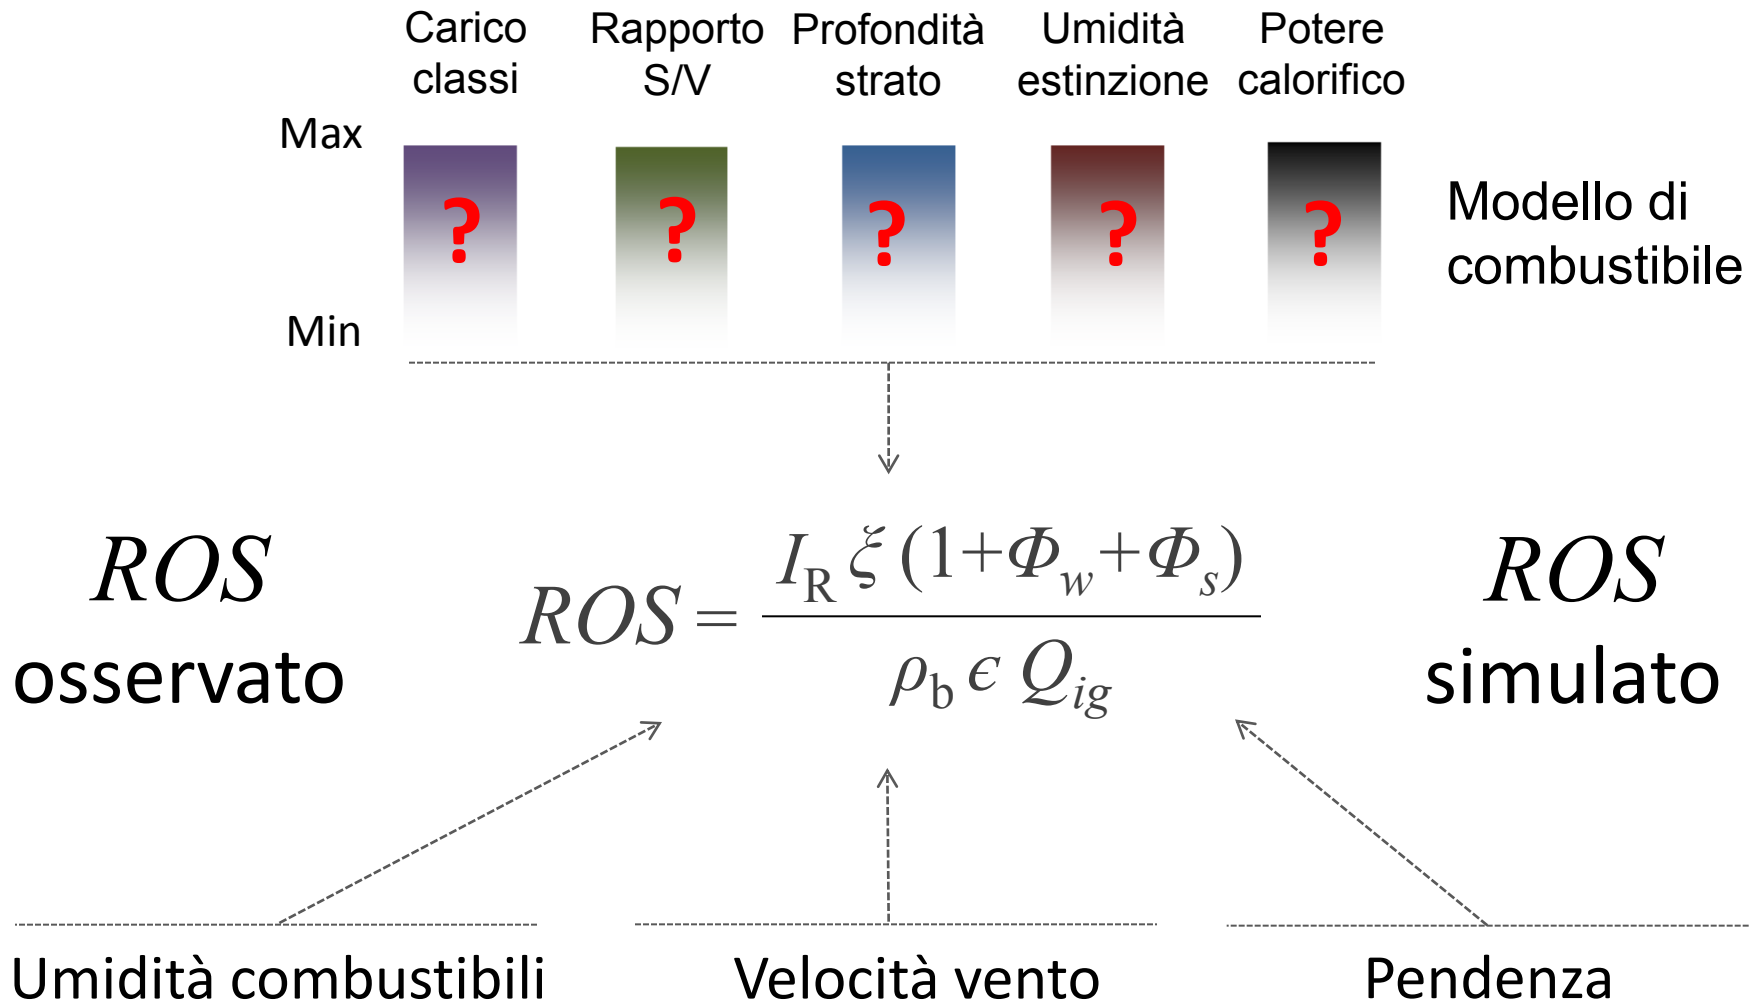 Carico classi
Rapporto S/V
Profondità strato
Umidità estinzione
Potere calorifico
Max
? ? ? ? ?
Min
Modello di
combustibile
ROS
osservato
ROS = I_R ξ (1+Φ_w+Φ_s) / ρ_b ϵ Q_ig
ROS
simulato
Umidità combustibili
Velocità vento
Pendenza